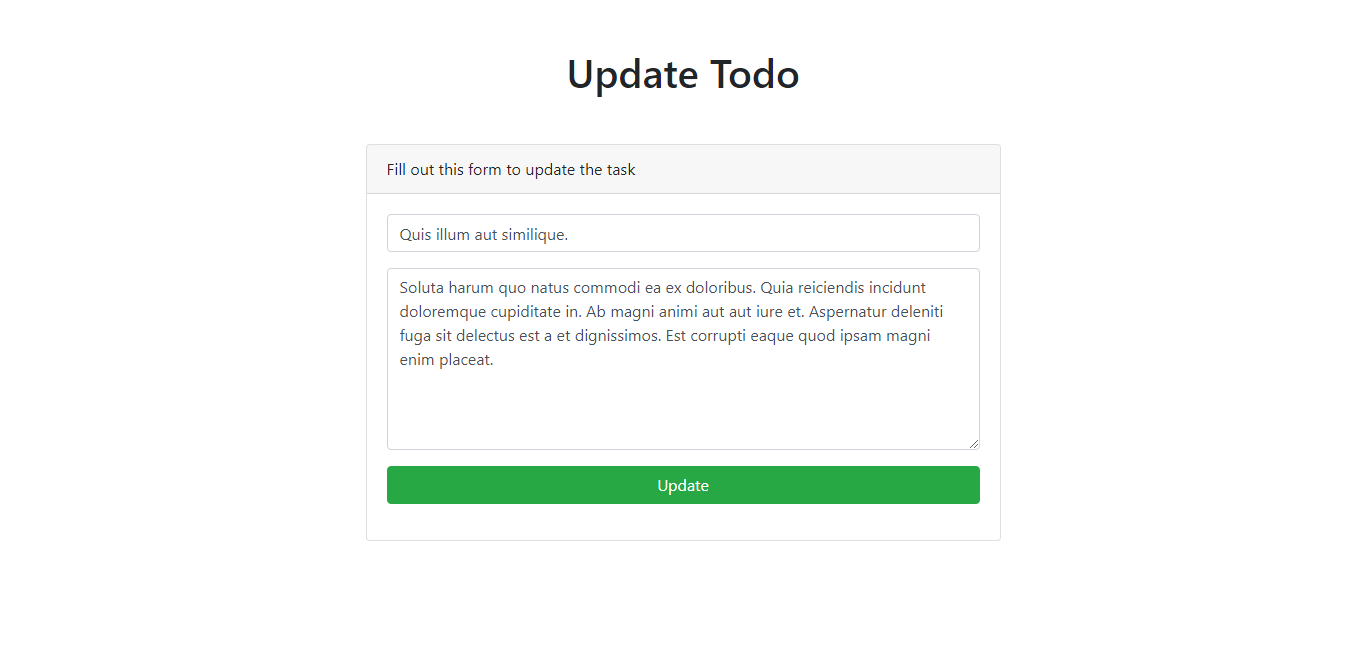 Update Todo
Fill out this form to update the task
Quis illum aut similique.
Soluta harum quo natus commodi ea ex doloribus. Quia reiciendis incidunt
doloremque cupiditate in. Ab magni animi aut aut iure et. Aspernatur deleniti
fuga sit delectus est a et dignissimos. Est corrupti eaque quod ipsam magni
enim placeat.
Update